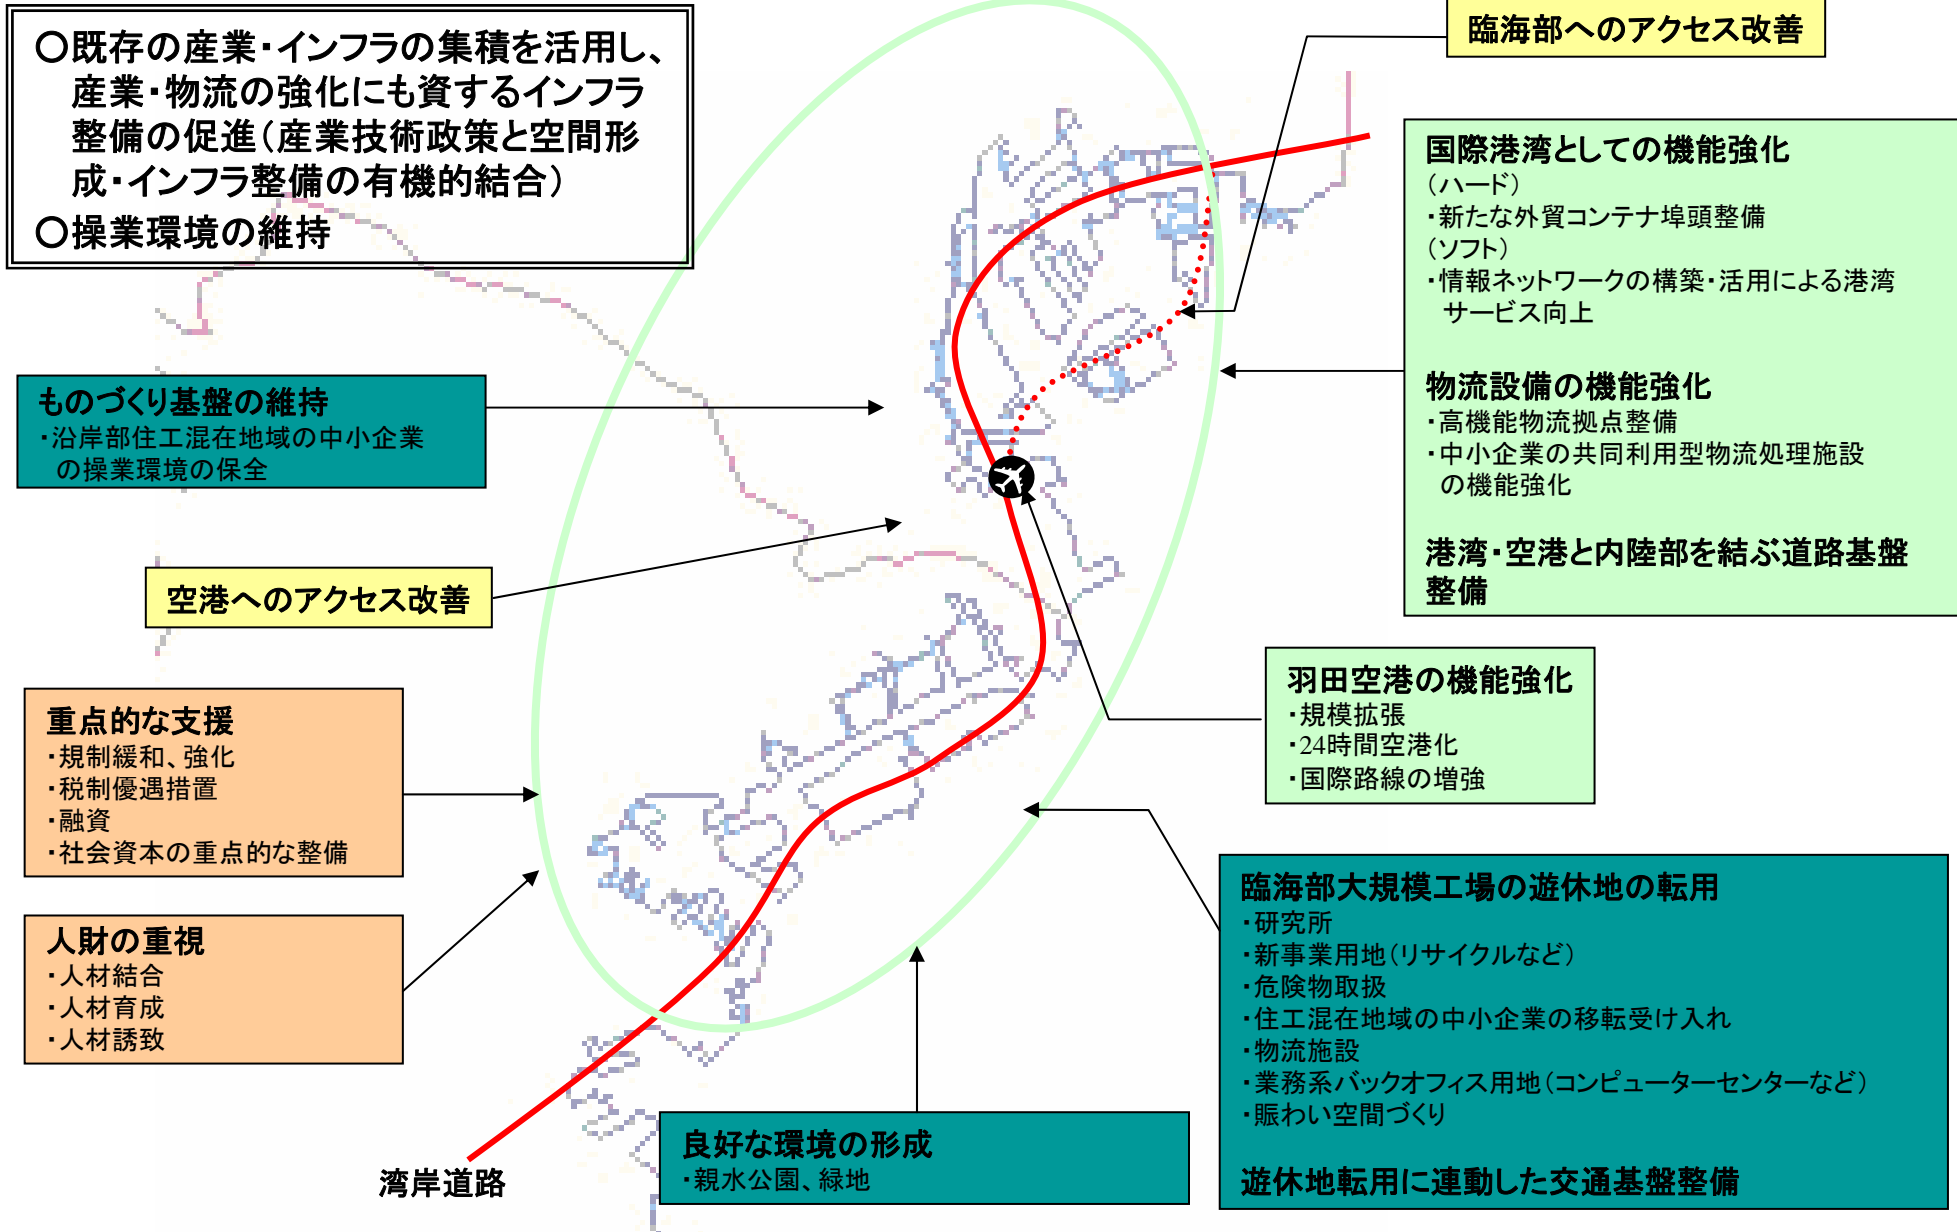 ○既存の産業・インフラの集積を活用し、
産業・物流の強化にも資するインフラ
整備の促進（産業技術政策と空間形
成・インフラ整備の有機的結合）
○操業環境の維持
臨海部へのアクセス改善
国際港湾としての機能強化
（ハード）
・新たな外貿コンテナ埠頭整備
（ソフト）
・情報ネットワークの構築・活用による港湾
サービス向上
物流設備の機能強化
・高機能物流拠点整備
・中小企業の共同利用型物流処理施設
の機能強化
港湾・空港と内陸部を結ぶ道路基盤
整備
ものづくり基盤の維持
・沿岸部住工混在地域の中小企業
の操業環境の保全
空港へのアクセス改善
羽田空港の機能強化
・規模拡張
・24時間空港化
・国際路線の増強
重点的な支援
・規制緩和、強化
・税制優遇措置
・融資
・社会資本の重点的な整備
人財の重視
・人材結合
・人材育成
・人材誘致
臨海部大規模工場の遊休地の転用
・研究所
・新事業用地（リサイクルなど）
・危険物取扱
・住工混在地域の中小企業の移転受け入れ
・物流施設
・業務系バックオフィス用地（コンピューターセンターなど）
・賑わい空間づくり
遊休地転用に連動した交通基盤整備
良好な環境の形成
・親水公園、緑地
湾岸道路